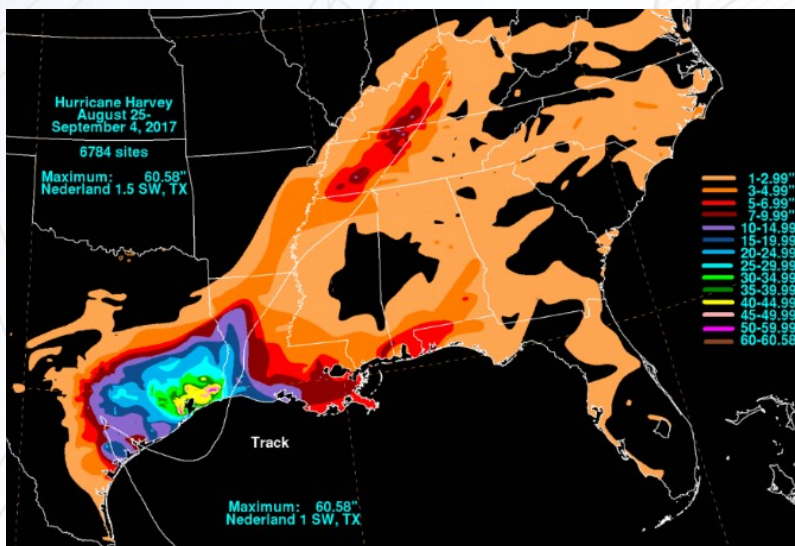 Hurricane Harvey
August 25-
September 4, 2017
6784 sites
Maximum: 60.58"
Nederland 1.5 SW, TX
1-2.99"
3-4.99"
5-6.99"
7-9.99"
10-14.99
15-19.99
20-24.99
25-29.99
30-34.99
35-39.99
40-44.99
45-49.99
50-59.99
60-60.58
Track
Maximum: 60.58"
Nederland 1 SW, TX